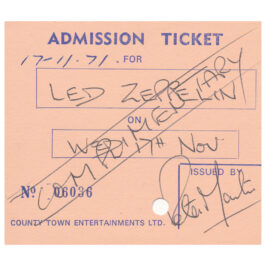 ADMISSION TICKET
17-11-71. FOR
LED ZEPPELIN
ON
WED 17th NOV
ISSUED BY
Nº 06036
COUNTY TOWN ENTERTAINMENTS LTD.